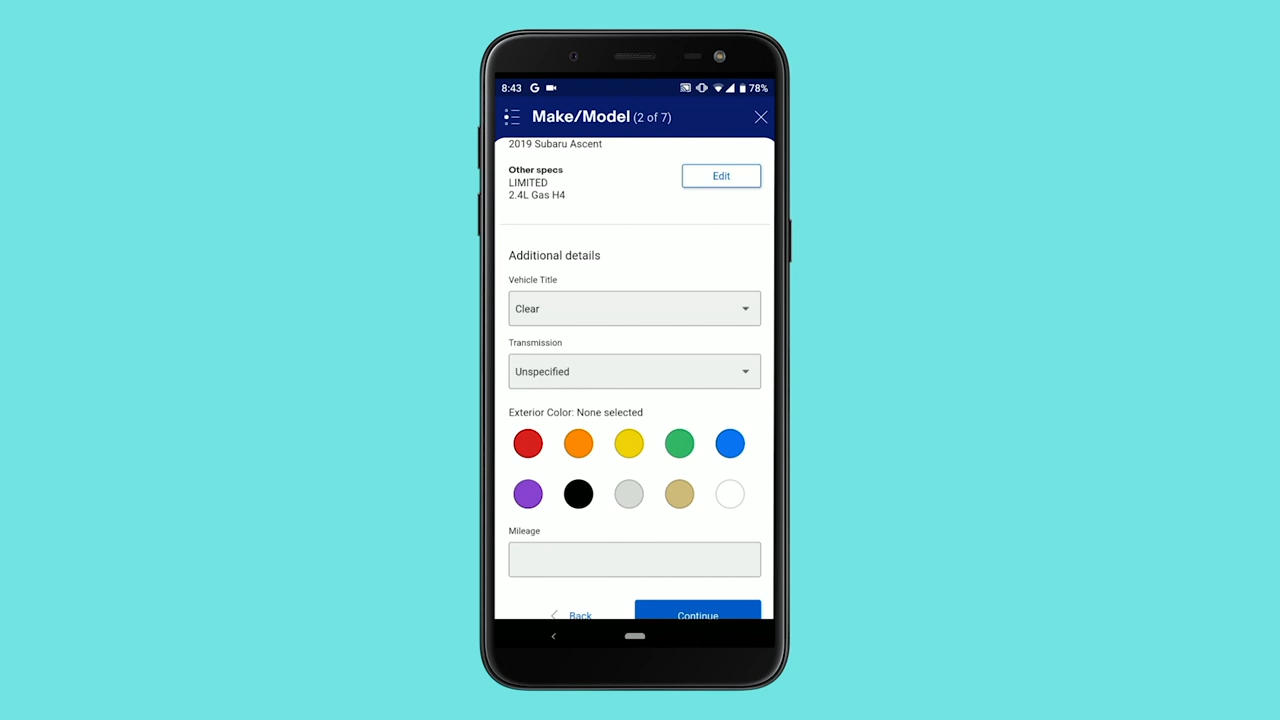 8:43 G 78%
Make/Model (2 of 7)
2019 Subaru Ascent
Other specs
LIMITED
2.4L Gas H4
Edit
Additional details
Vehicle Title
Clear
Transmission
Unspecified
Exterior Color: None selected
Mileage
Back
Continue